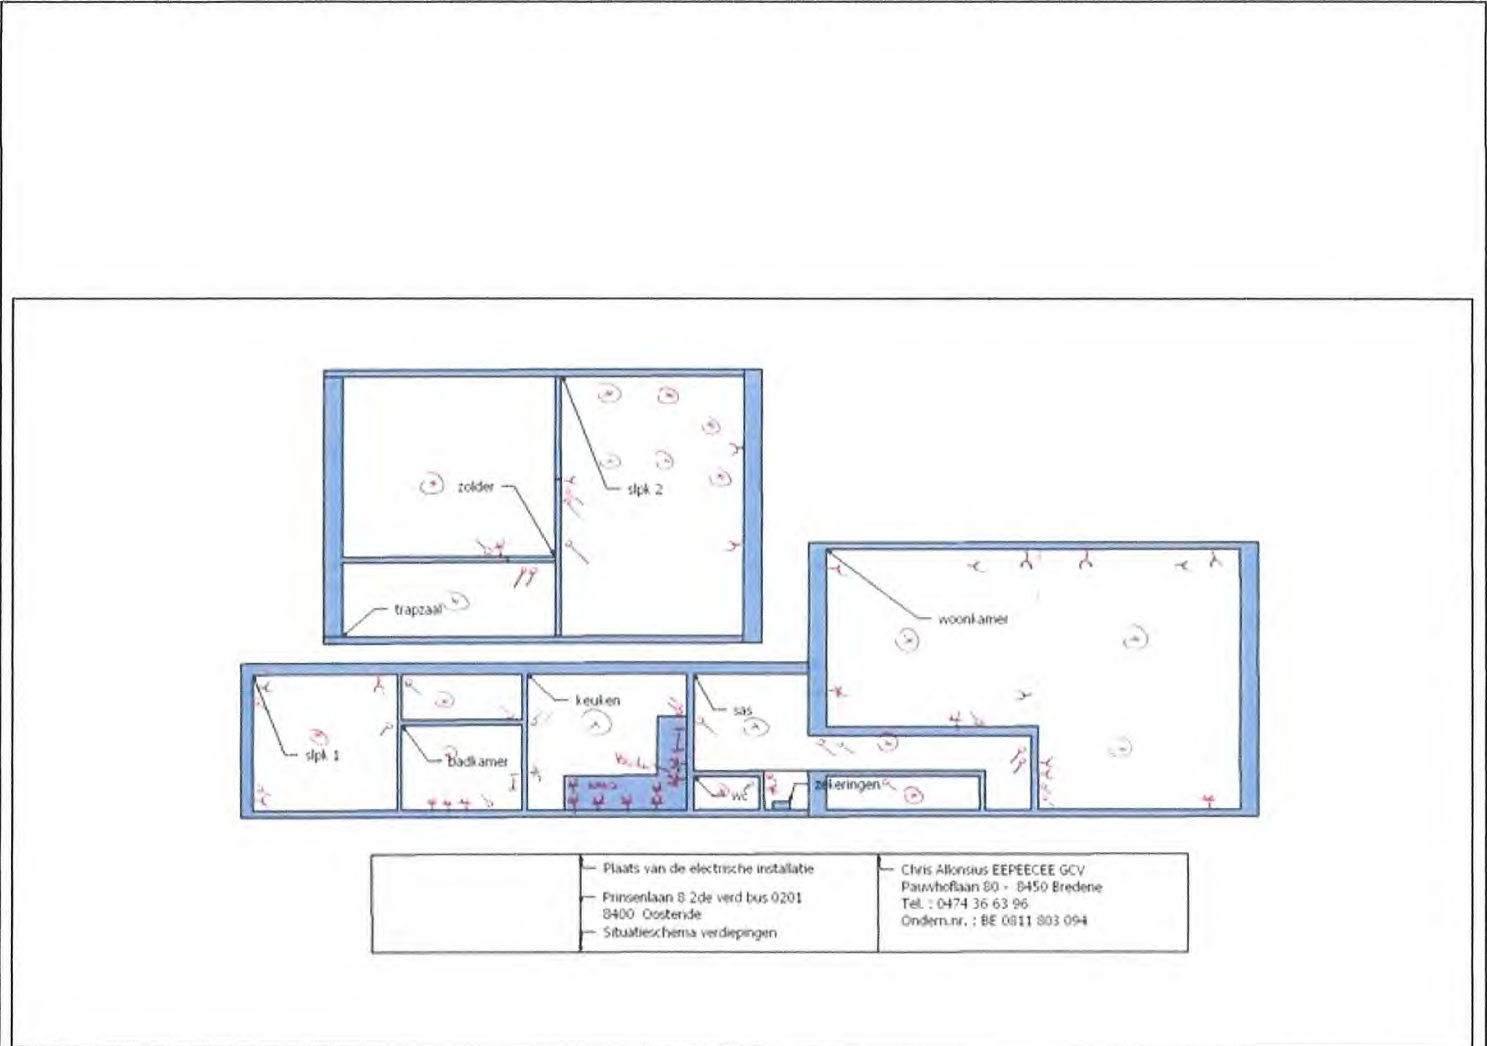 zolder
slpk 2
trapzaal
woonkamer
keuken
sas
slpk 1
Badkamer
wc
zekeringen
Plaats van de electrische installatie
Prinsenlaan 8 2de verd bus 0201
8400 Oostende
Situatieschema verdiepingen
Chris Allonsius EEPEECEE GCV
Pauwhoflaan 80 - 8450 Bredene
Tel. : 0474 36 63 96
Ondern.nr. : BE 0811 803 094